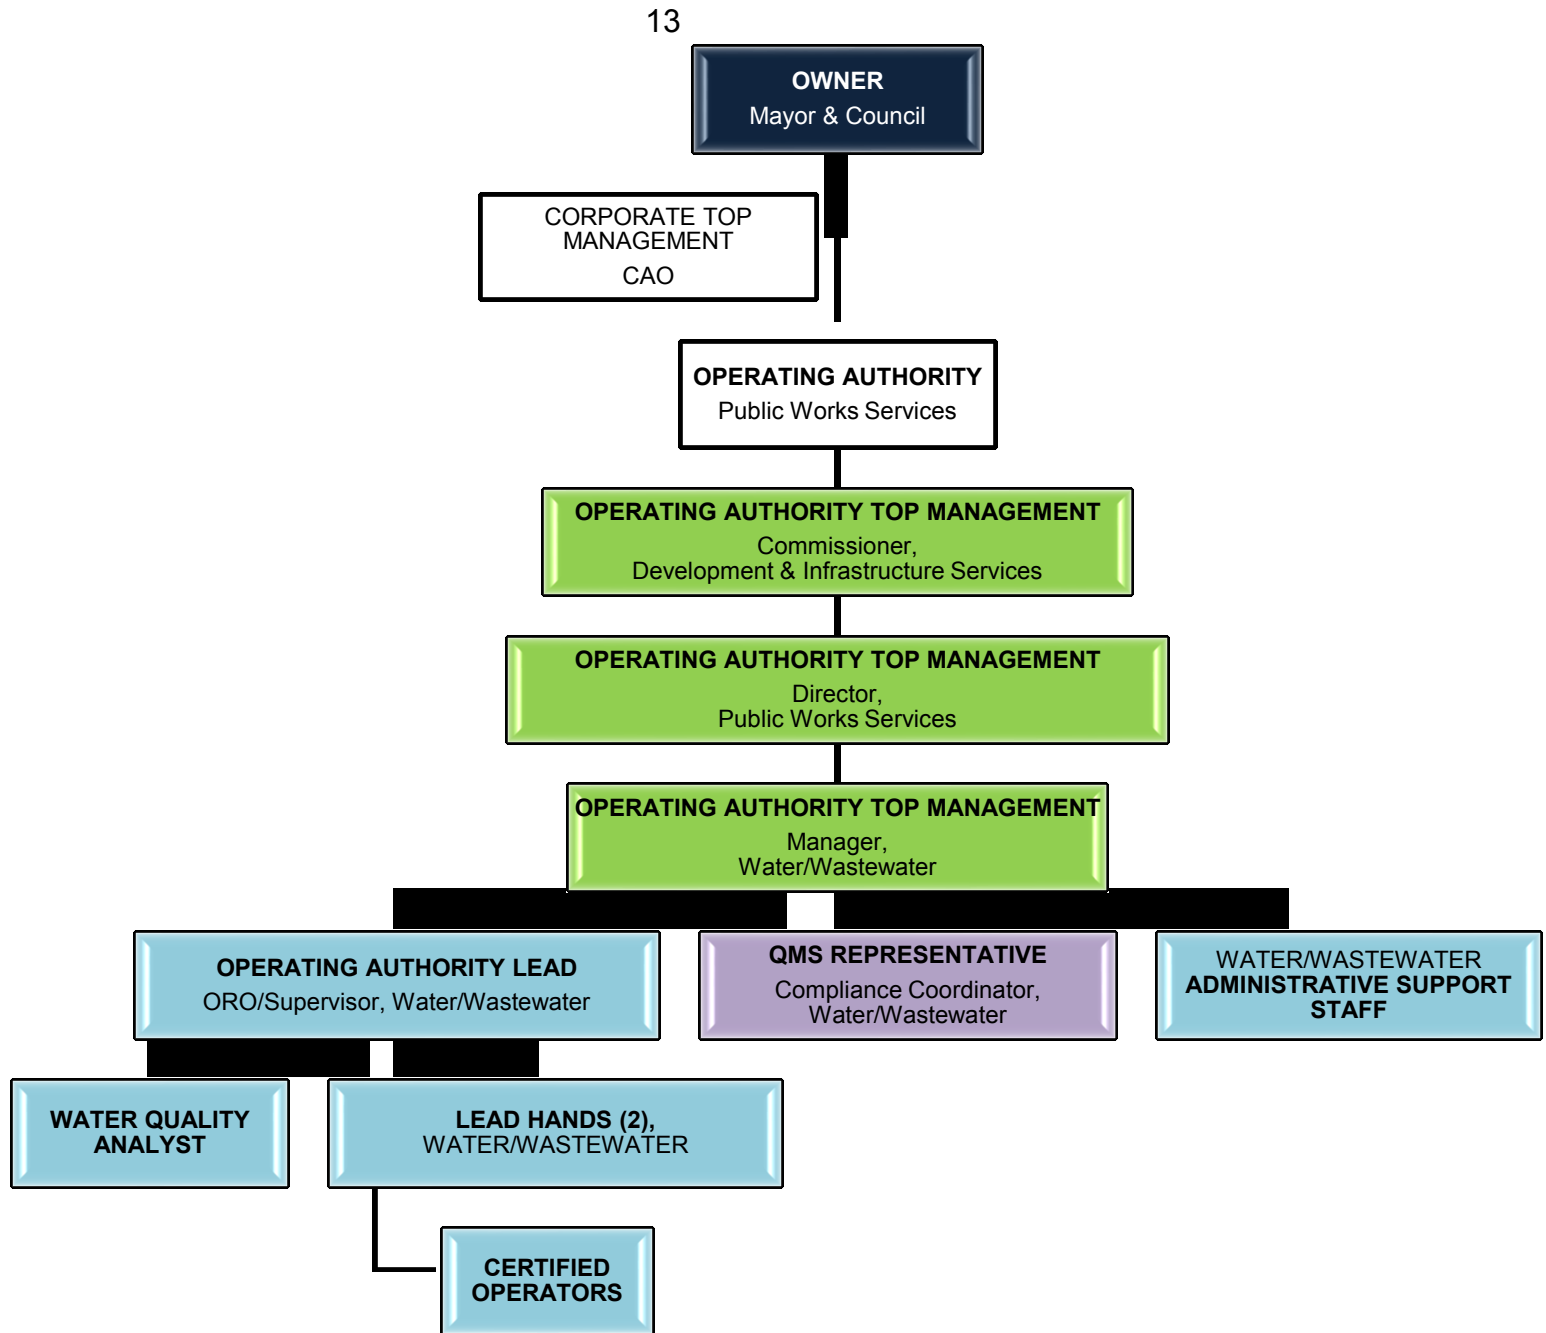 13
OWNER
Mayor & Council
CORPORATE TOP
MANAGEMENT
CAO
OPERATING AUTHORITY
Public Works Services
OPERATING AUTHORITY TOP MANAGEMENT
Commissioner,
Development & Infrastructure Services
OPERATING AUTHORITY TOP MANAGEMENT
Director,
Public Works Services
OPERATING AUTHORITY TOP MANAGEMENT
Manager,
Water/Wastewater
OPERATING AUTHORITY LEAD
ORO/Supervisor, Water/Wastewater
QMS REPRESENTATIVE
Compliance Coordinator,
Water/Wastewater
WATER/WASTEWATER
ADMINISTRATIVE SUPPORT
STAFF
WATER QUALITY
ANALYST
LEAD HANDS (2),
WATER/WASTEWATER
CERTIFIED
OPERATORS